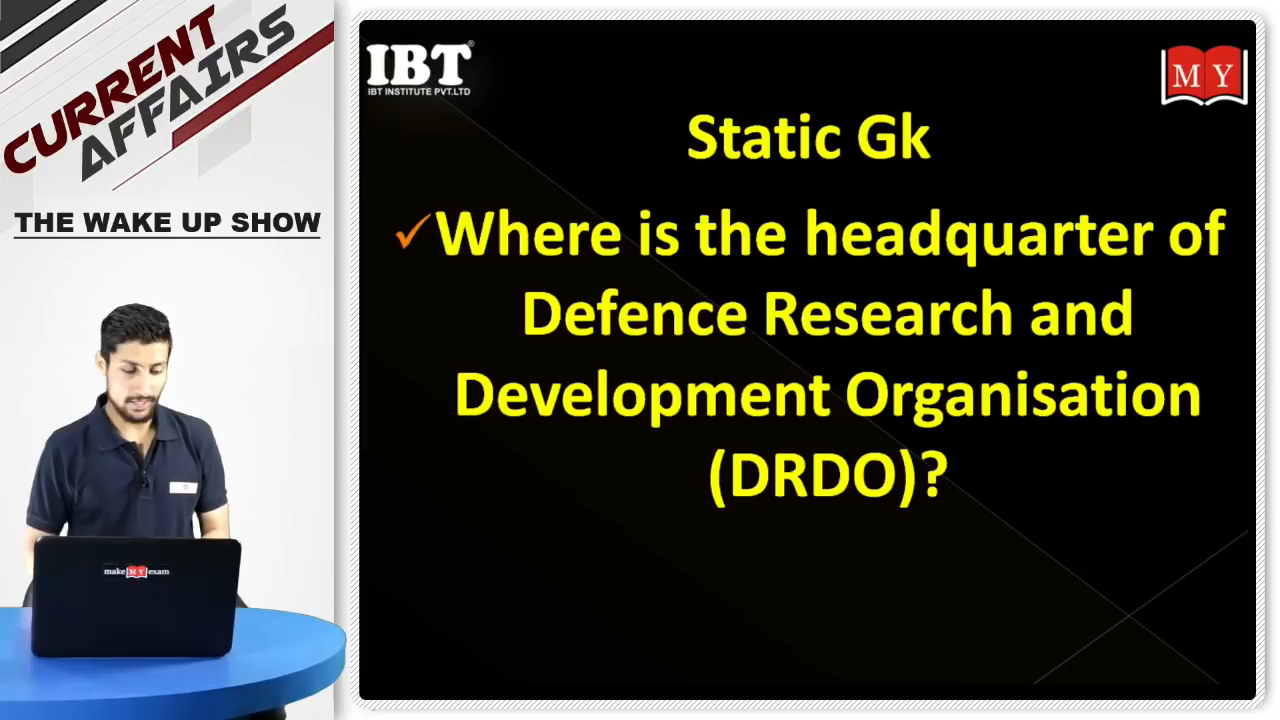 CURRENT
AFFAIRS
THE WAKE UP SHOW
IBT®
IBT INSTITUTE PVT.LTD
MY
Static Gk
✓Where is the headquarter of
Defence Research and
Development Organisation
(DRDO)?
make MY exam